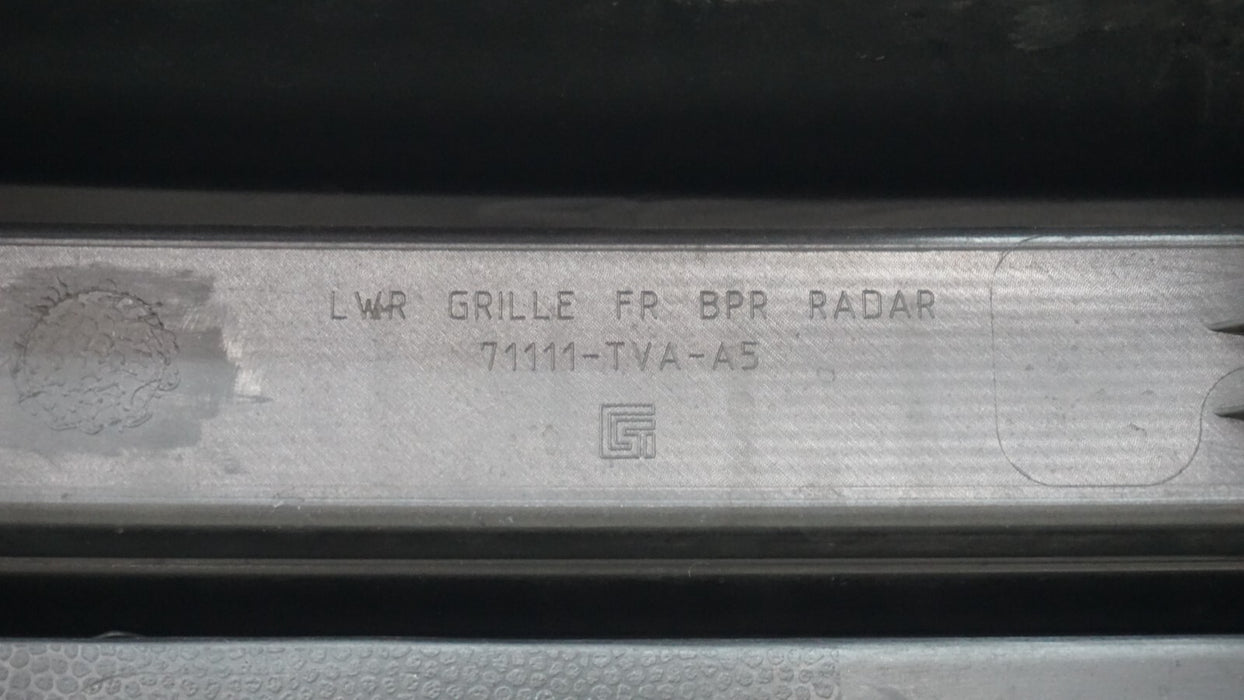 LWR GRILLE FR BPR RADAR
71111-TVA-A5